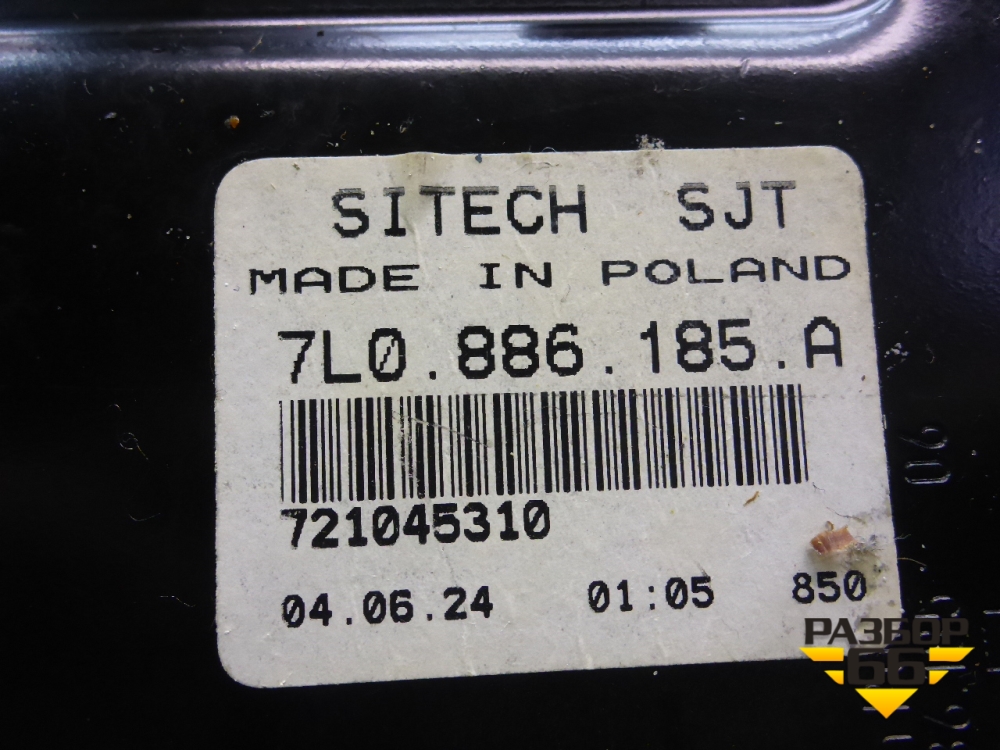 SITECH SJT
MADE IN POLAND
7L0.886.185.A
721045310
04.06.24 01:05 850
РАЗБОР
66